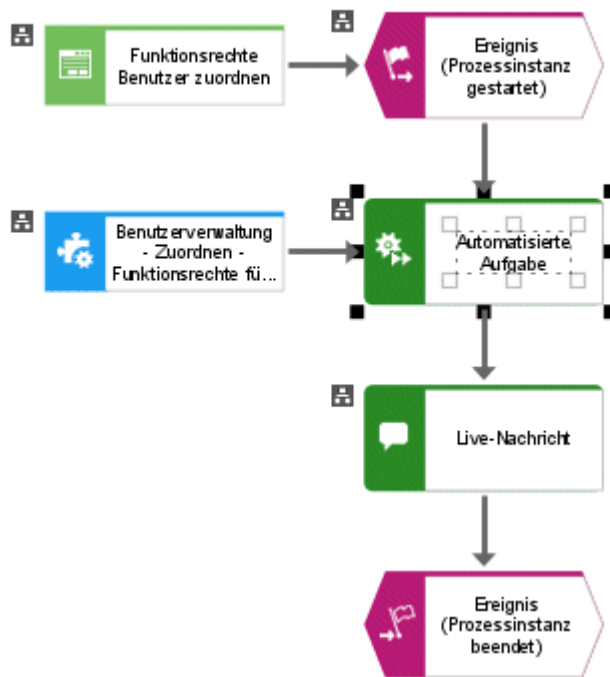 Funktionsrechte
Benutzer zuordnen
Ereignis
(Prozessinstanz
gestartet)
Benutzerverwaltung
- Zuordnen -
Funktionsrechte fü...
Automatisierte
Aufgabe
Live-Nachricht
Ereignis
(Prozessinstanz
beendet)